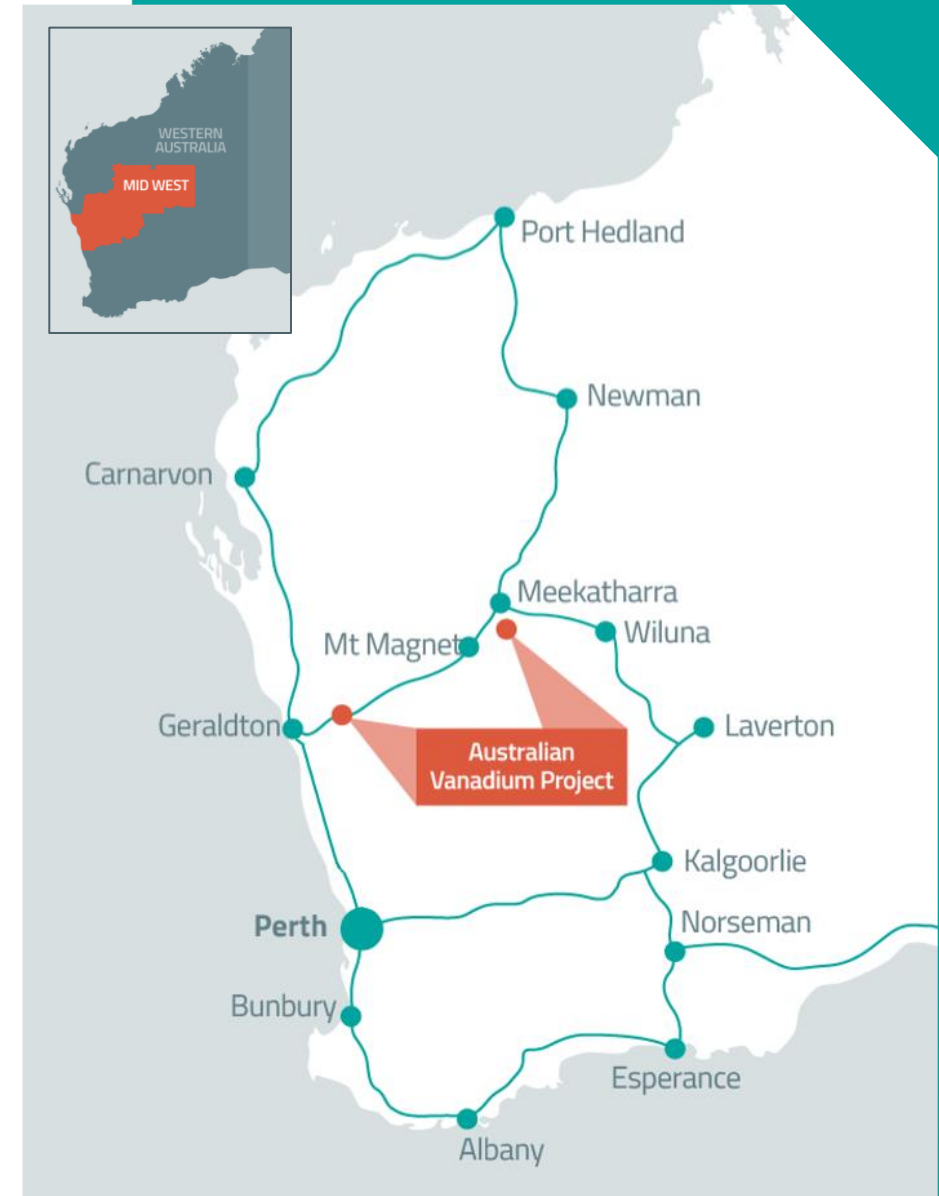 WESTERN
AUSTRALIA
MID WEST
Port Hedland
Newman
Carnarvon
Meekatharra
Mt Magnet
Wiluna
Geraldton
Laverton
Australian
Vanadium Project
Kalgoorlie
Perth
Norseman
Bunbury
Esperance
Albany